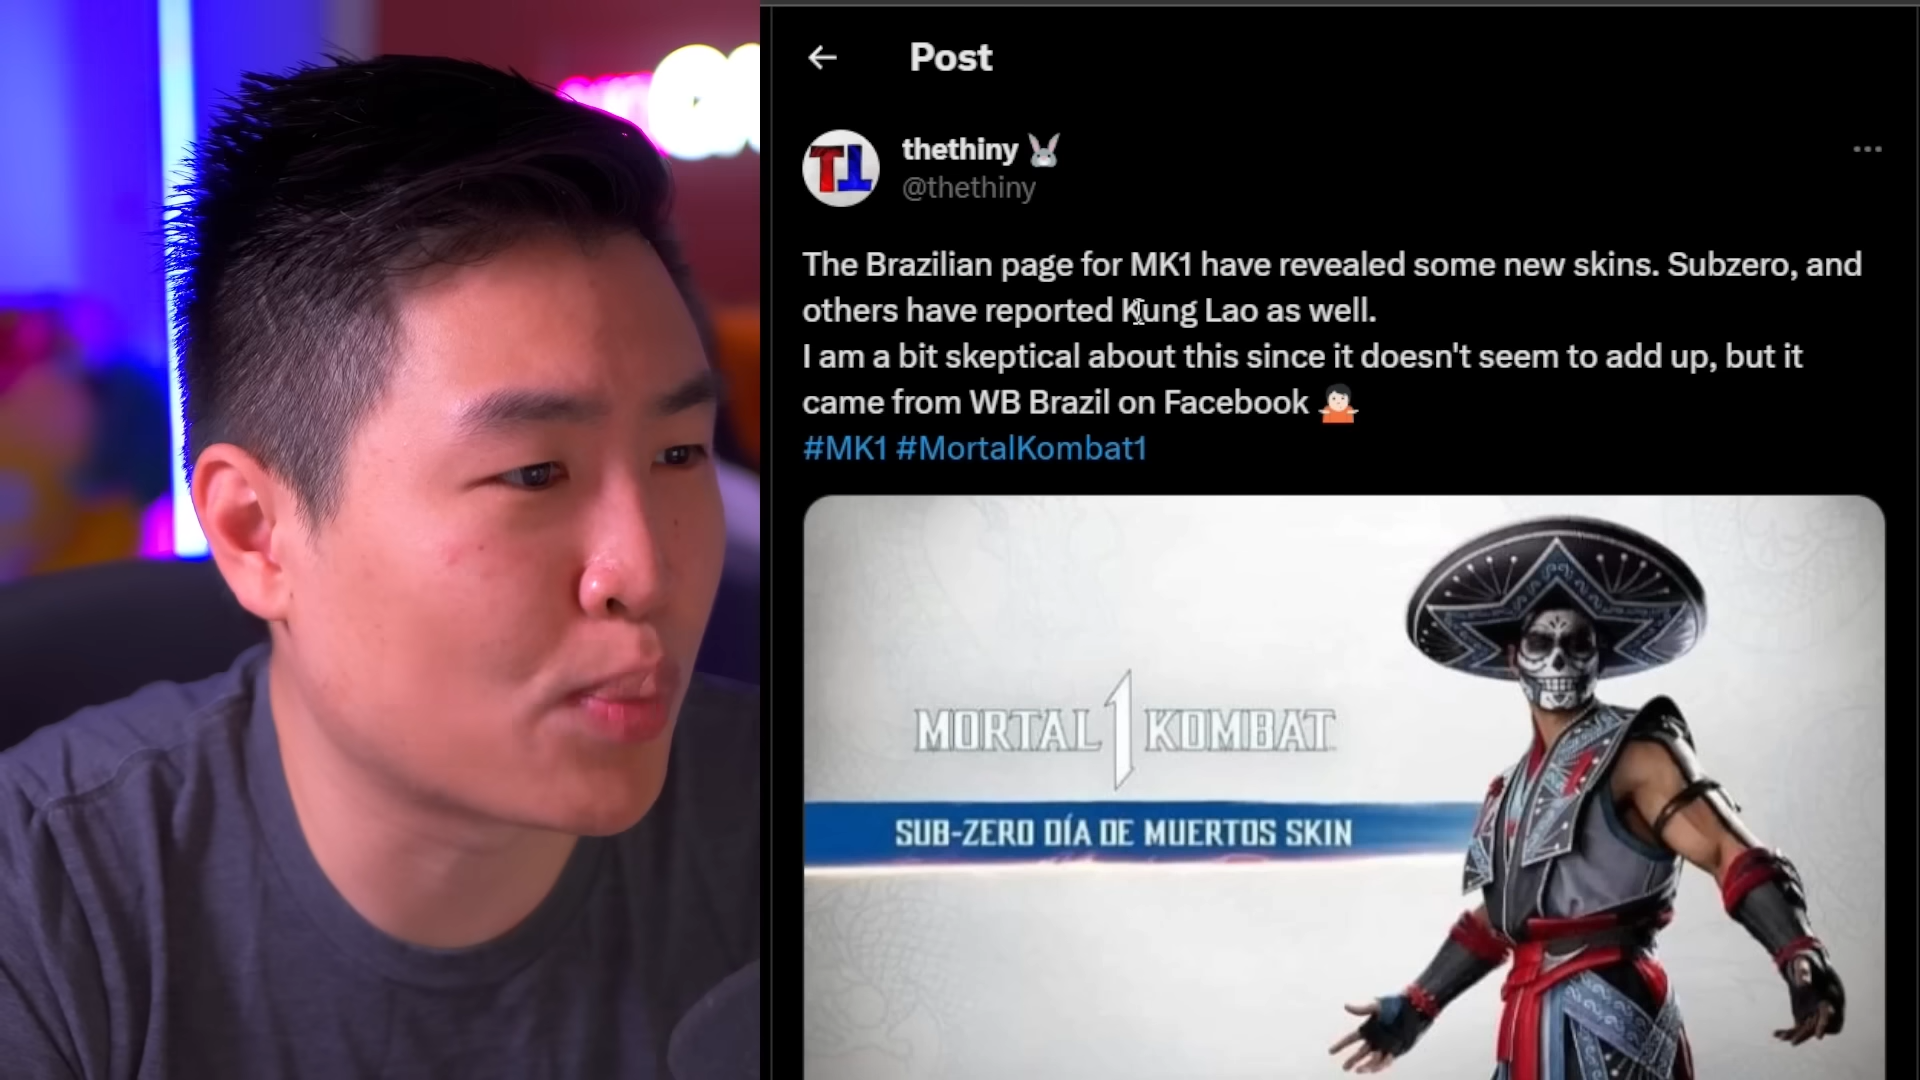 Post
thethiny 🐰
@thethiny
The Brazilian page for MK1 have revealed some new skins. Subzero, and
others have reported Kung Lao as well.
I am a bit skeptical about this since it doesn't seem to add up, but it
came from WB Brazil on Facebook 🤷🏻
#MK1 #MortalKombat1
MORTAL 1 KOMBAT
SUB-ZERO DÍA DE MUERTOS SKIN